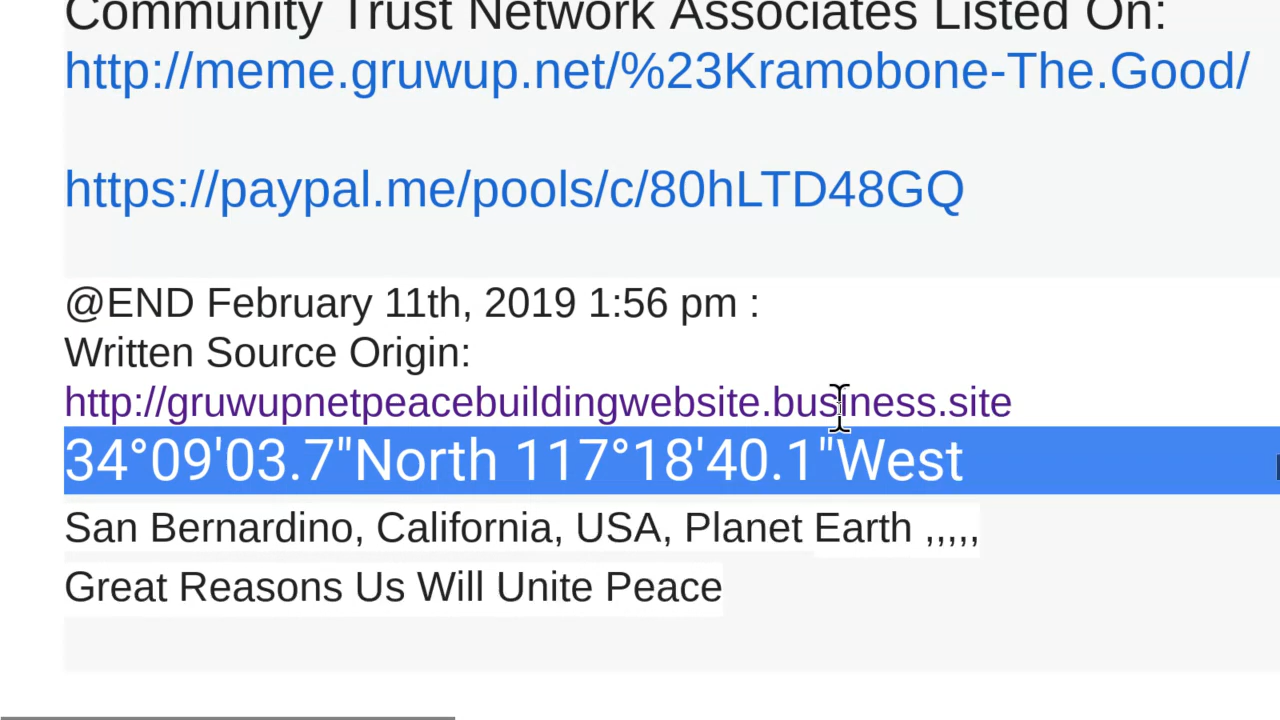 Community Trust Network Associates Listed On:
http://meme.gruwup.net/%23Kramobone-The.Good/
https://paypal.me/pools/c/80hLTD48GQ
@END February 11th, 2019 1:56 pm :
Written Source Origin:
http://gruwupnetpeacebuildingwebsite.business.site
34°09'03.7"North 117°18'40.1"West
San Bernardino, California, USA, Planet Earth ,,,,,
Great Reasons Us Will Unite Peace